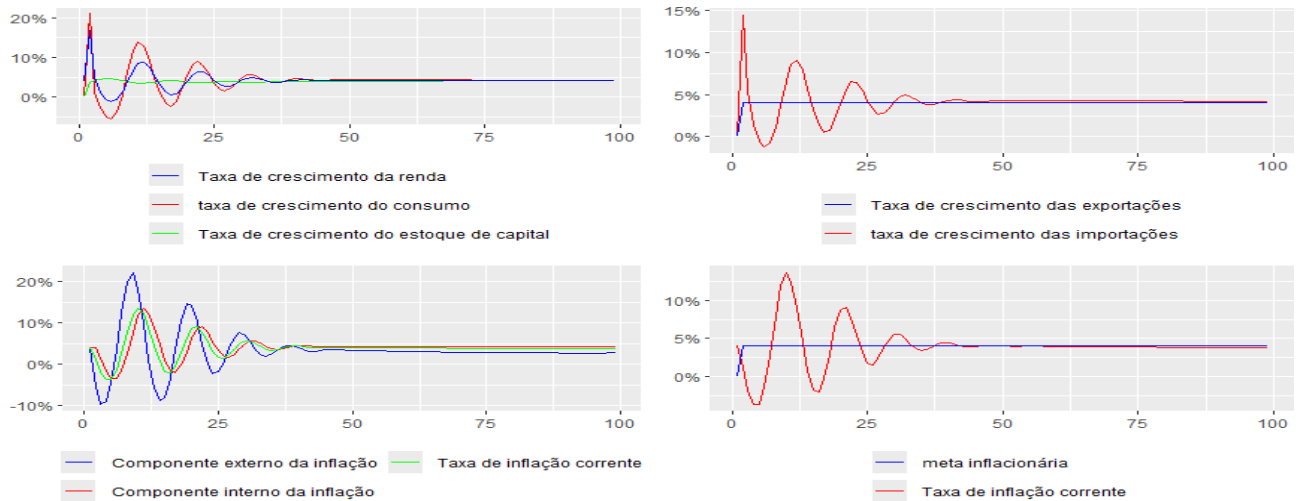 20%
10%
0%
0 25 50 75 100
Taxa de crescimento da renda
taxa de crescimento do consumo
Taxa de crescimento do estoque de capital
15%
10%
5%
0%
0 25 50 75 100
Taxa de crescimento das exportações
taxa de crescimento das importações
20%
10%
0%
-10%
0 25 50 75 100
Componente externo da inflação Taxa de inflação corrente
Componente interno da inflação
10%
5%
0%
0 25 50 75 100
meta inflacionária
Taxa de inflação corrente